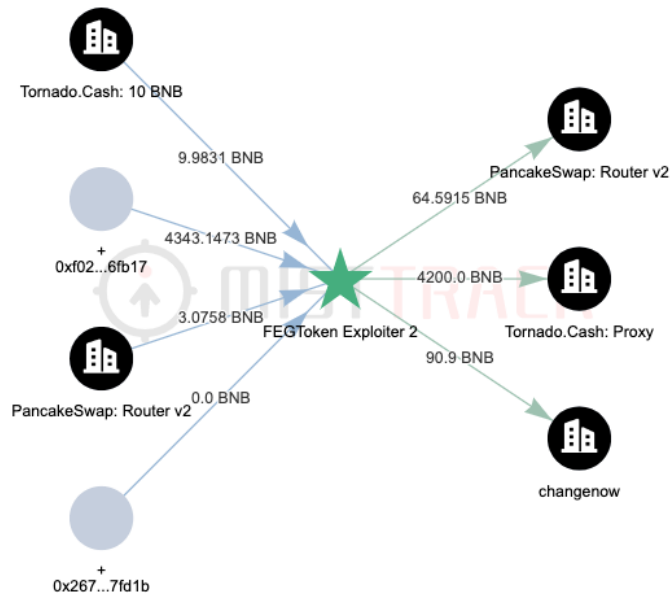 Tornado.Cash: 10 BNB
9.9831 BNB
PancakeSwap: Router v2
64.5915 BNB
+
0xf02...6fb17
4343.1473 BNB
MISTTRACK
4200.0 BNB
FEGToken Exploiter 2
Tornado.Cash: Proxy
3.0758 BNB
90.9 BNB
PancakeSwap: Router v2
0.0 BNB
changenow
+
0x267...7fd1b